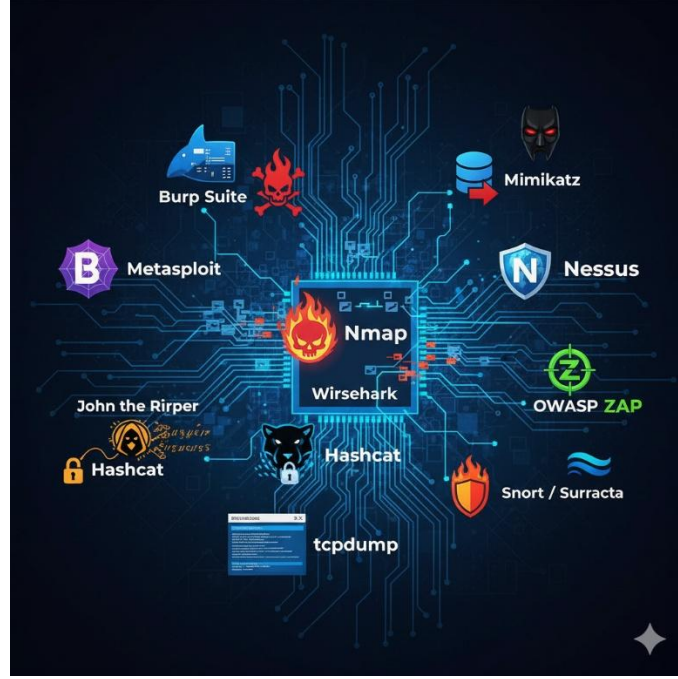 Burp Suite
Mimikatz
B Metasploit
N Nessus
Nmap
Wirsehark
Z
OWASP ZAP
John the Rirper
Hashcat
Hashcat
Snort / Surracta
tcpdump